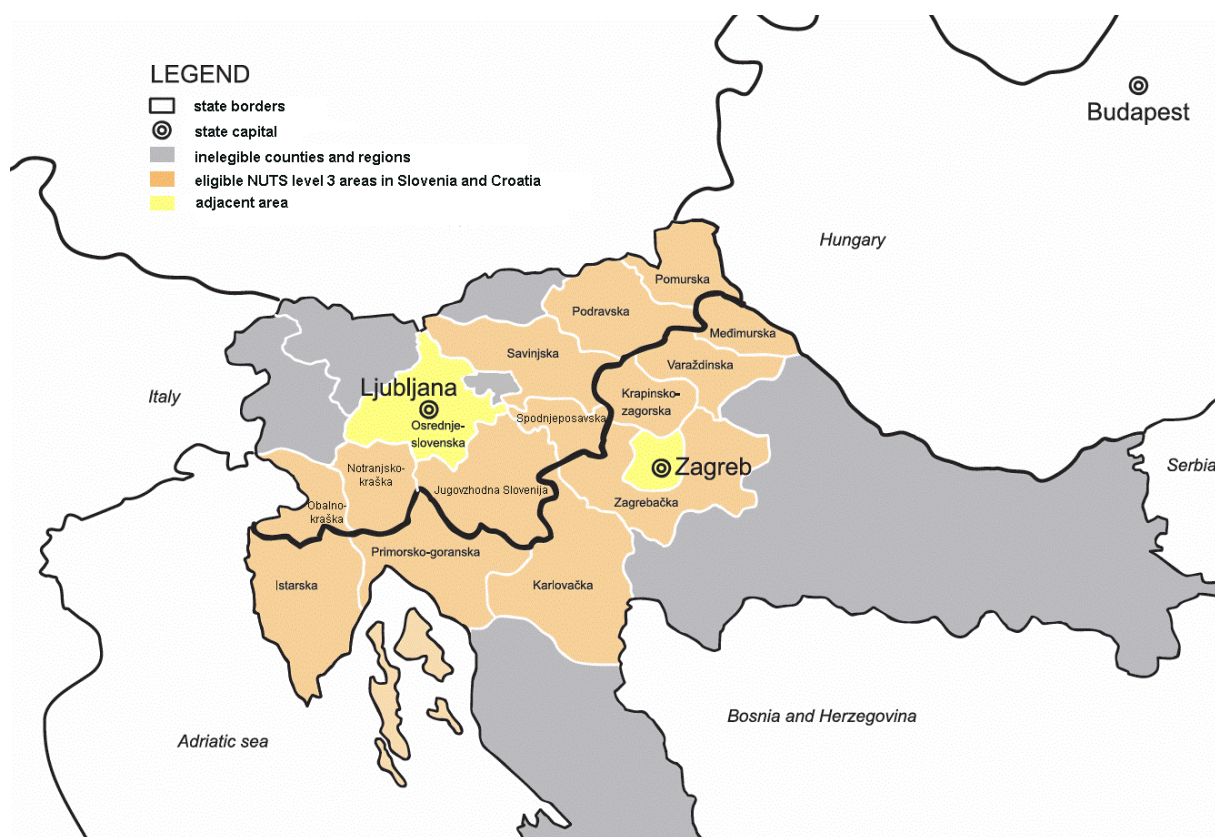 LEGEND
state borders
state capital
inelegible counties and regions
eligible NUTS level 3 areas in Slovenia and Croatia
adjacent area
Budapest
Hungary
Pomurska
Podravska
Međimurska
Savinjska
Varaždinska
Italy
Ljubljana
Krapinsko-
zagorska
Spodnjeposavska
Osrednje-
slovenska
Serbia
Zagreb
Notranjsko-
kraška
Jugovzhodna Slovenija
Zagrebačka
Obalno-
kraška
Primorsko-goranska
Istarska
Karlovačka
Bosnia and Herzegovina
Adriatic sea